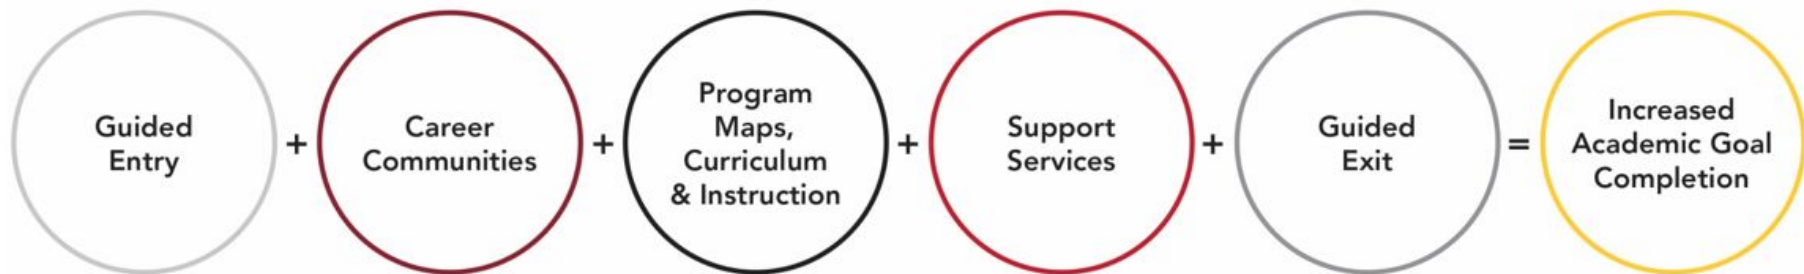 Guided
Entry
+
Career
Communities
+
Program
Maps,
Curriculum
& Instruction
+
Support
Services
+
Guided
Exit
=
Increased
Academic Goal
Completion